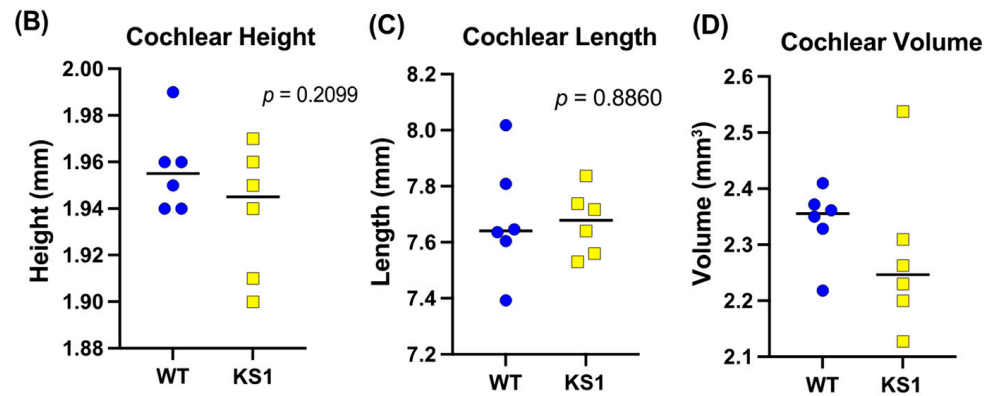 (B)
Cochlear Height
p = 0.2099
Height (mm)
2.00
1.98
1.96
1.94
1.92
1.90
1.88
WT
KS1
(C)
Cochlear Length
p = 0.8860
Length (mm)
8.2
8.0
7.8
7.6
7.4
7.2
WT
KS1
(D)
Cochlear Volume
Volume (mm³)
2.6
2.5
2.4
2.3
2.2
2.1
WT
KS1